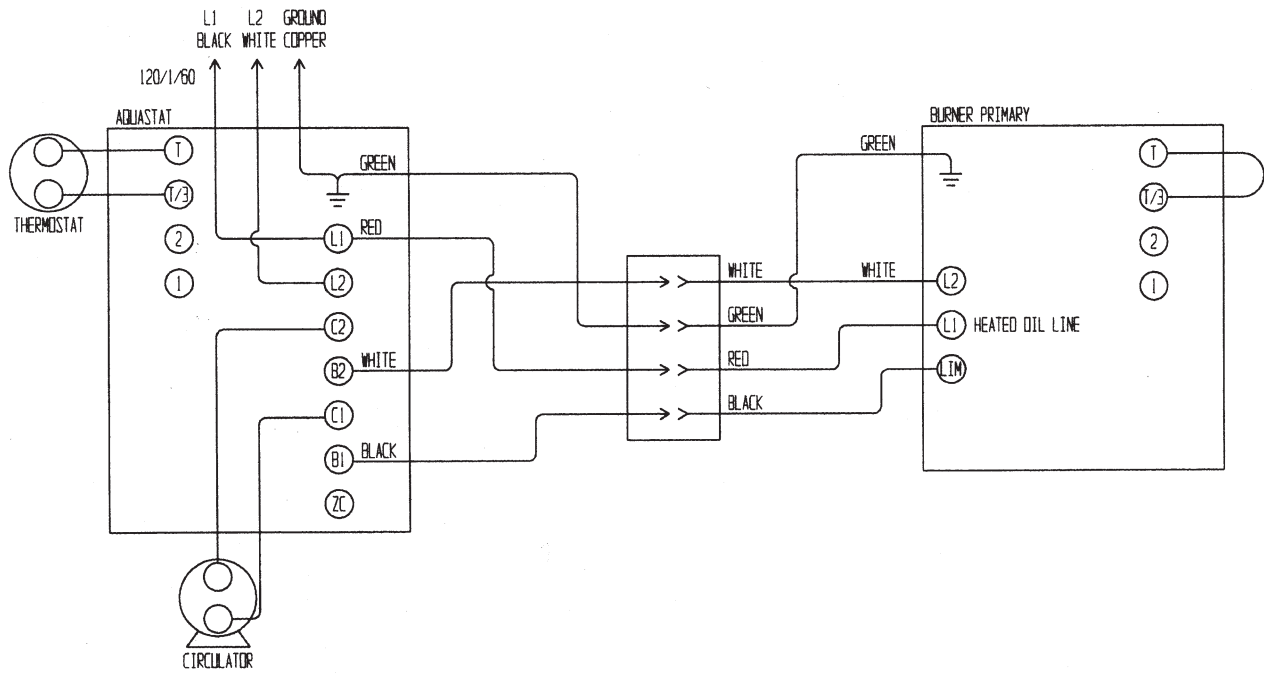 L1 L2 GROUND
BLACK WHITE COPPER
120/1/60
AQUASTAT
BURNER PRIMARY
T
GREEN
GREEN
T
T/3
T/3
THERMOSTAT
L1
RED
2
2
L2
WHITE
WHITE
L2
1
1
C2
GREEN
L1
HEATED OIL LINE
B2
WHITE
RED
LIM
C1
BLACK
B1
BLACK
ZC
CIRCULATOR